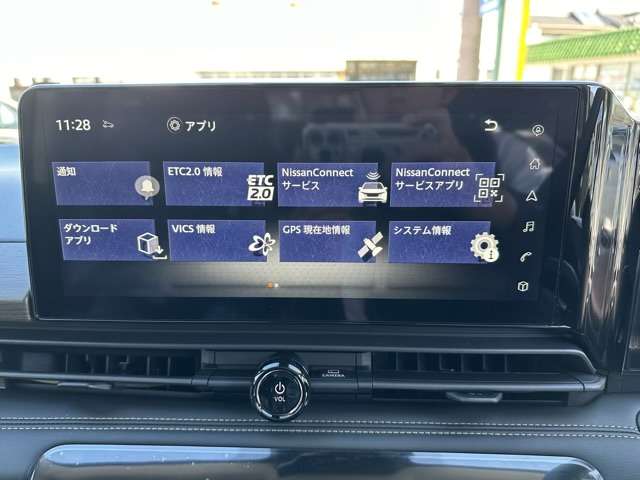 11:28
アプリ
通知
ETC2.0 情報
ETC
2.0
NissanConnect
サービス
NissanConnect
サービスアプリ
ダウンロード
アプリ
VICS 情報
GPS 現在地情報
システム情報
VOL
CAMERA